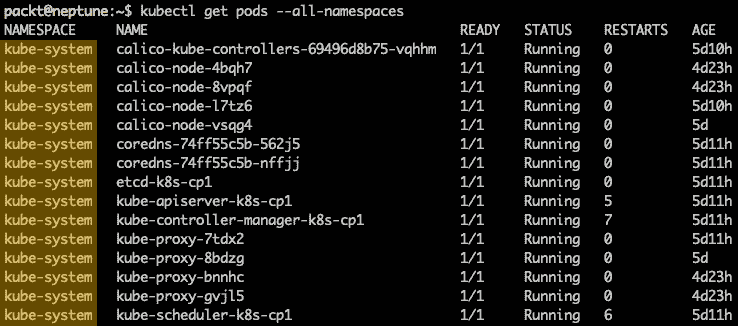 packt@neptune:~$ kubectl get pods --all-namespaces
NAMESPACE NAME READY STATUS RESTARTS AGE
kube-system calico-kube-controllers-69496d8b75-vqhhm 1/1 Running 0 5d10h
kube-system calico-node-4bqh7 1/1 Running 0 4d23h
kube-system calico-node-8vpqf 1/1 Running 0 4d23h
kube-system calico-node-l7tz6 1/1 Running 0 5d10h
kube-system calico-node-vsqg4 1/1 Running 0 5d
kube-system coredns-74ff55c5b-562j5 1/1 Running 0 5d11h
kube-system coredns-74ff55c5b-nffjj 1/1 Running 0 5d11h
kube-system etcd-k8s-cp1 1/1 Running 0 5d11h
kube-system kube-apiserver-k8s-cp1 1/1 Running 5 5d11h
kube-system kube-controller-manager-k8s-cp1 1/1 Running 7 5d11h
kube-system kube-proxy-7tdx2 1/1 Running 0 5d11h
kube-system kube-proxy-8bdzg 1/1 Running 0 5d
kube-system kube-proxy-bnnhc 1/1 Running 0 4d23h
kube-system kube-proxy-gvjl5 1/1 Running 0 4d23h
kube-system kube-scheduler-k8s-cp1 1/1 Running 6 5d11h